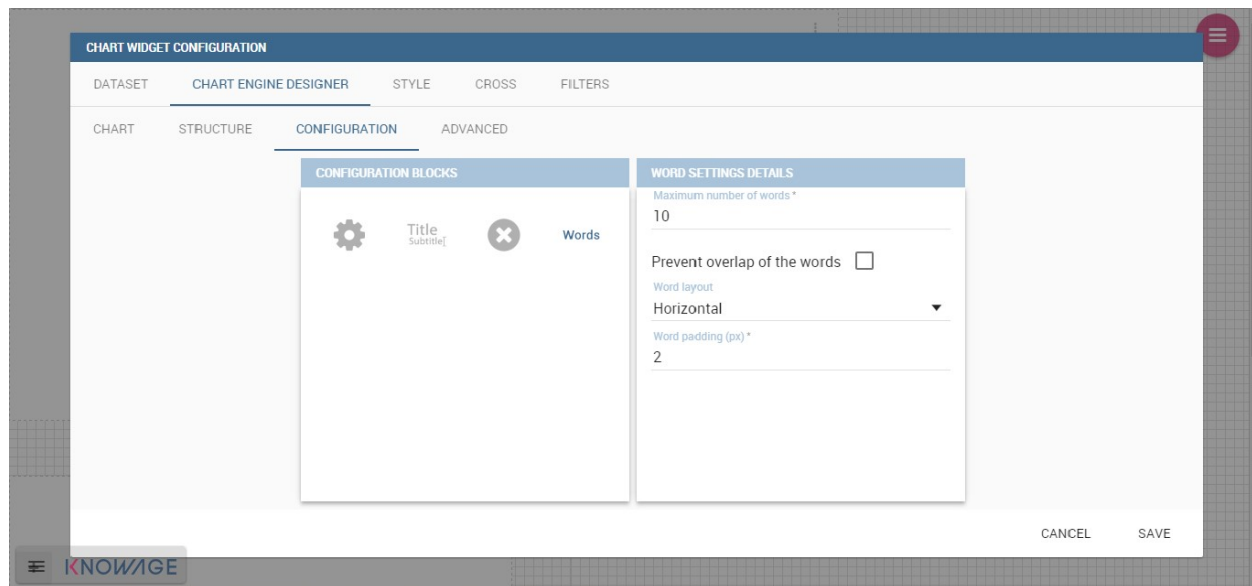 CHART WIDGET CONFIGURATION
DATASET CHART ENGINE DESIGNER STYLE CROSS FILTERS
CHART STRUCTURE CONFIGURATION ADVANCED
CONFIGURATION BLOCKS
Title
Subtitle[
Words
WORD SETTINGS DETAILS
Maximum number of words *
10
Prevent overlap of the words
Word layout
Horizontal
Word padding (px) *
2
CANCEL SAVE
KNOWAGE